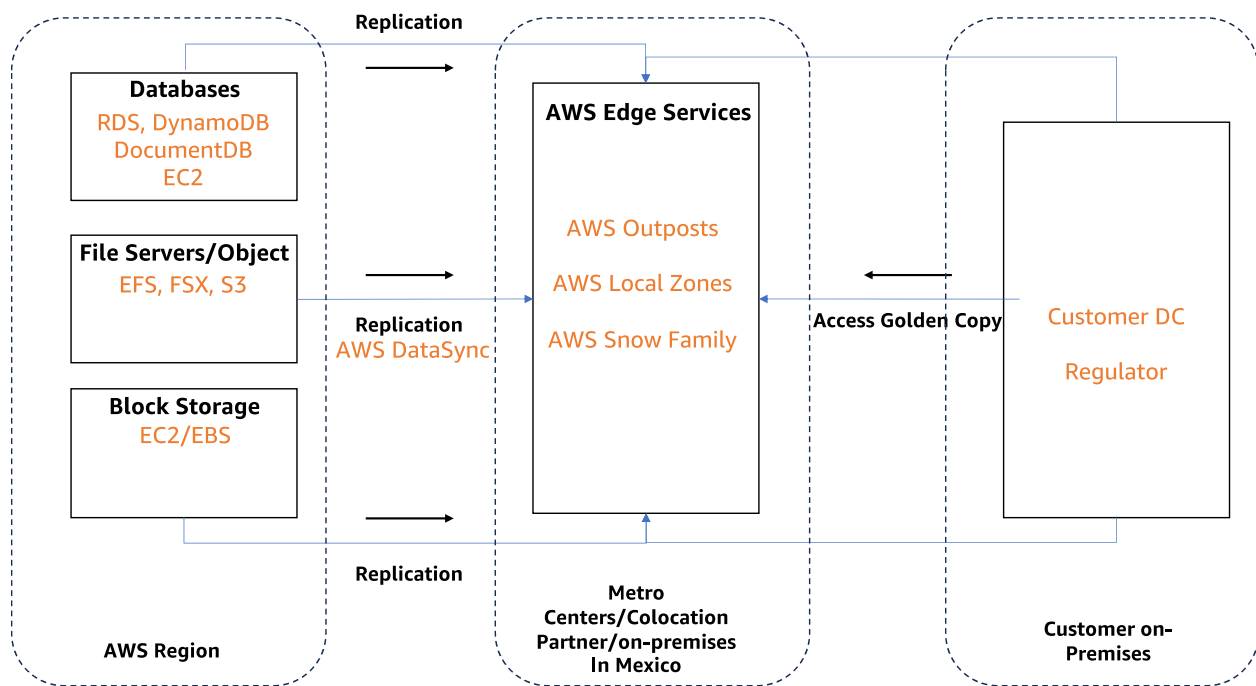 Replication
Databases
RDS, DynamoDB
DocumentDB
EC2
File Servers/Object
EFS, FSX, S3
Replication
AWS DataSync
Block Storage
EC2/EBS
Replication
AWS Region
AWS Edge Services
AWS Outposts
AWS Local Zones
AWS Snow Family
Metro
Centers/Colocation
Partner/on-premises
In Mexico
Access Golden Copy
Customer DC
Regulator
Customer on-
Premises